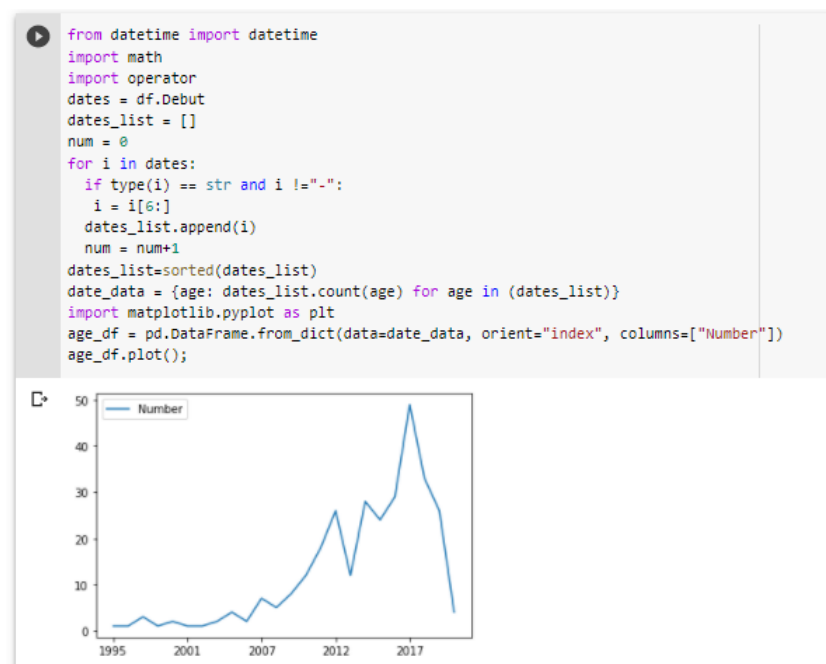 from datetime import datetime
import math
import operator
dates = df.Debut
dates_list = []
num = 0
for i in dates:
  if type(i) == str and i !="-":
   i = i[6:]
  dates_list.append(i)
  num = num+1
dates_list=sorted(dates_list)
date_data = {age: dates_list.count(age) for age in (dates_list)}
import matplotlib.pyplot as plt
age_df = pd.DataFrame.from_dict(data=date_data, orient="index", columns=["Number"])
age_df.plot();
Number
50
40
30
20
10
0
1995 2001 2007 2012 2017